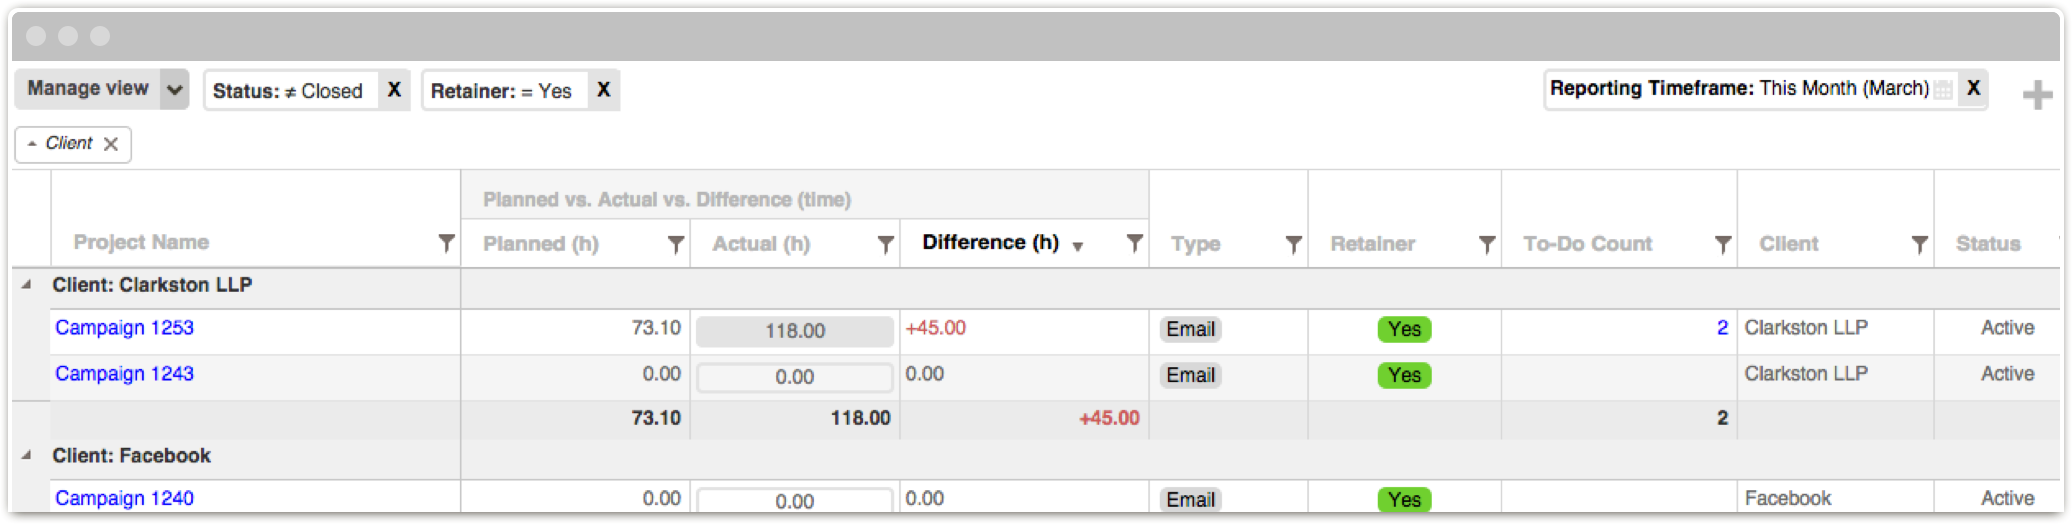 Manage view Status: ≠ Closed X Retainer: = Yes X Reporting Timeframe: This Month (March) X
Client
Planned vs. Actual vs. Difference (time)
Project Name Planned (h) Actual (h) Difference (h) Type Retainer To-Do Count Client Status
Client: Clarkston LLP
Campaign 1253 73.10 118.00 +45.00 Email Yes 2 Clarkston LLP Active
Campaign 1243 0.00 0.00 0.00 Email Yes Clarkston LLP Active
73.10 118.00 +45.00 2
Client: Facebook
Campaign 1240 0.00 0.00 0.00 Email Yes Facebook Active